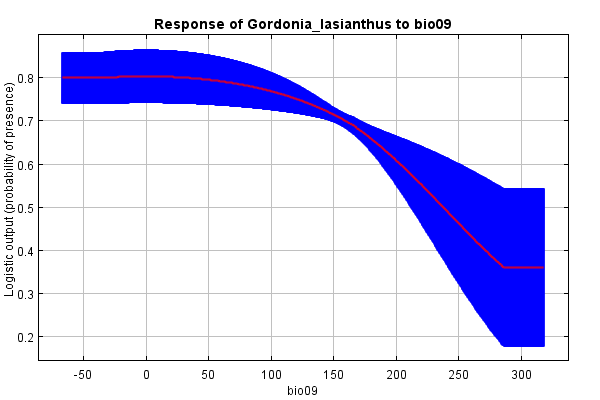 Response of Gordonia_lasianthus to bio09
Logistic output (probability of presence)
0.8
0.7
0.6
0.5
0.4
0.3
0.2
-50 0 50 100 150 200 250 300
bio09